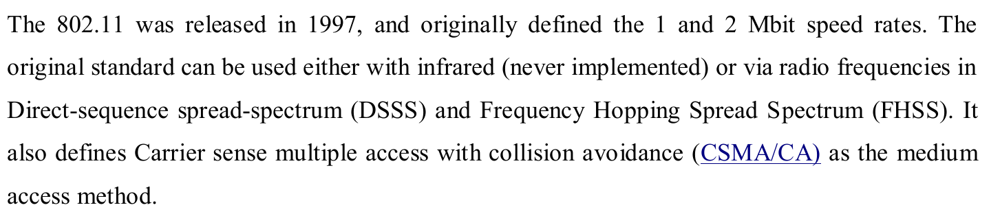 The 802.11 was released in 1997, and originally defined the 1 and 2 Mbit speed rates. The
original standard can be used either with infrared (never implemented) or via radio frequencies in
Direct-sequence spread-spectrum (DSSS) and Frequency Hopping Spread Spectrum (FHSS). It
also defines Carrier sense multiple access with collision avoidance (CSMA/CA) as the medium
access method.